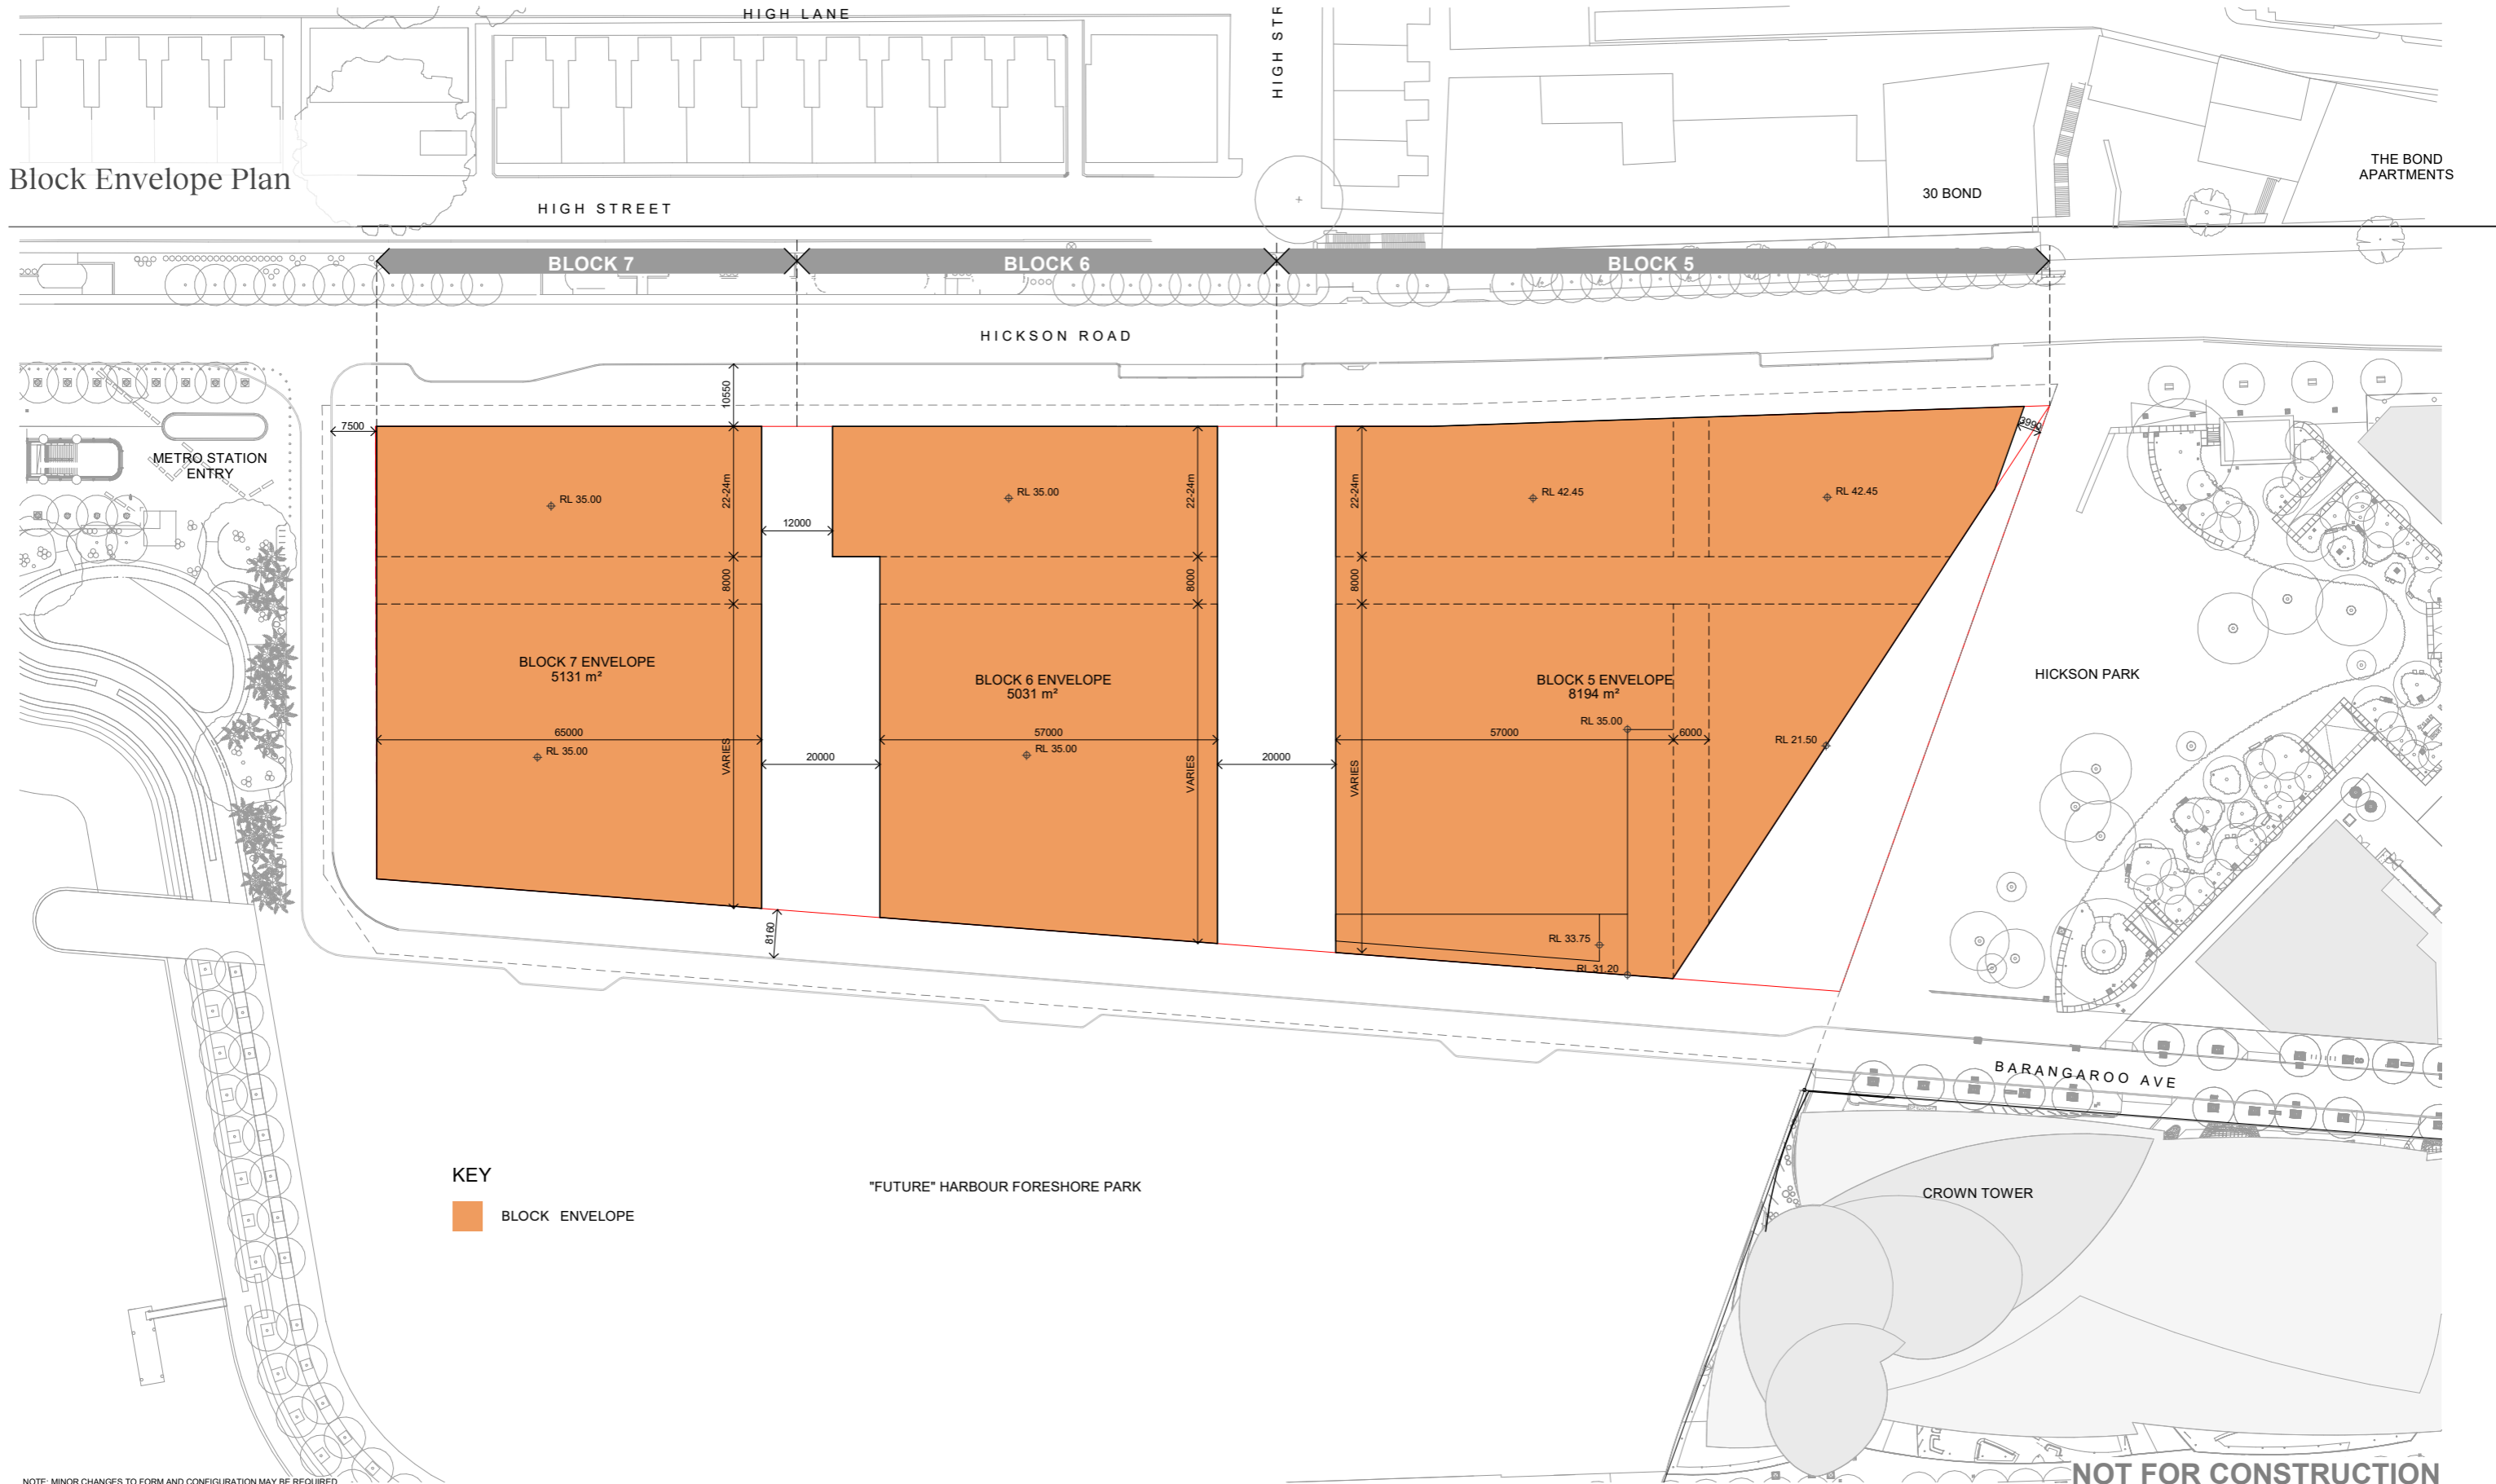 HIGH LANE
HIGH STR
Block Envelope Plan
HIGH STREET
30 BOND
THE BOND
APARTMENTS
BLOCK 7
BLOCK 6
BLOCK 5
HICKSON ROAD
10550
7500
3990
METRO STATION
ENTRY
RL 35.00
22-24m
12000
RL 35.00
22-24m
22-24m
RL 42.45
RL 42.45
8000
8000
8000
BLOCK 7 ENVELOPE
5131 m²
BLOCK 6 ENVELOPE
5031 m²
BLOCK 5 ENVELOPE
8194 m²
HICKSON PARK
RL 35.00
65000
57000
57000
6000
RL 21.50
RL 35.00
RL 35.00
VARIES
20000
VARIES
20000
VARIES
8160
RL 33.75
RL 31.20
BARANGAROO AVE
KEY
BLOCK ENVELOPE
"FUTURE" HARBOUR FORESHORE PARK
CROWN TOWER
NOTE: MINOR CHANGES TO FORM AND CONFIGURATION MAY BE REQUIRED
NOT FOR CONSTRUCTION